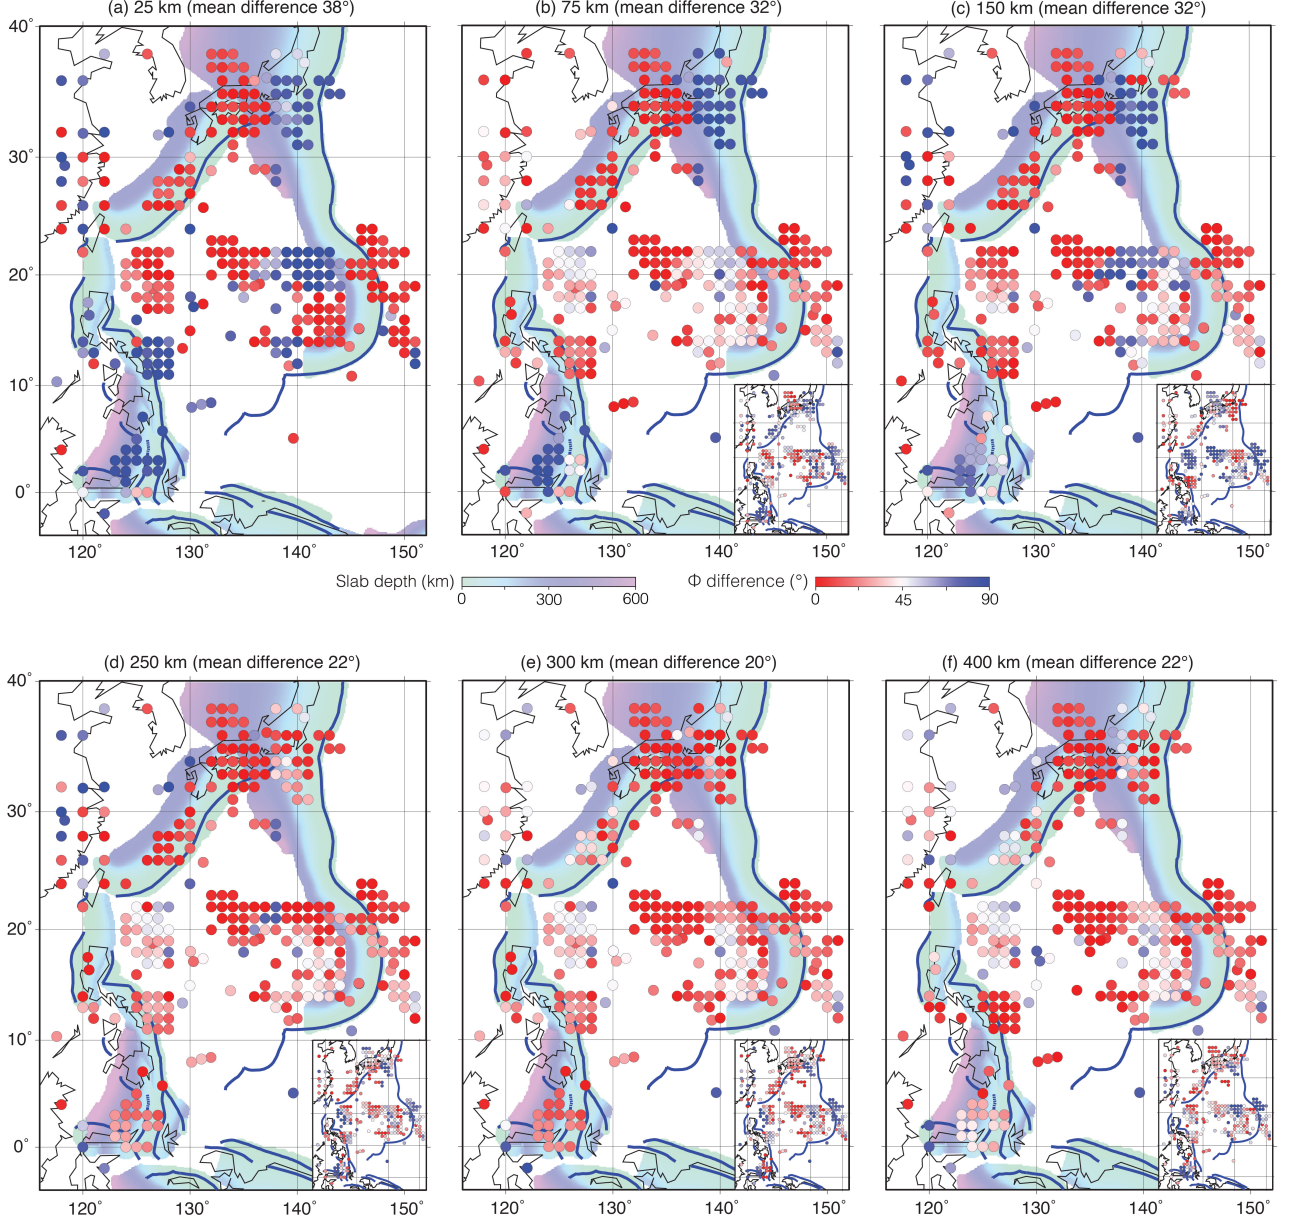 (a) 25 km (mean difference 38°)
(b) 75 km (mean difference 32°)
(c) 150 km (mean difference 32°)
40°
30°
20°
10°
0°
120° 130° 140° 150°
120° 130° 140° 150°
120° 130° 140° 150°
Slab depth (km)
0 300 600
Φ difference (°)
0 45 90
(d) 250 km (mean difference 22°)
(e) 300 km (mean difference 20°)
(f) 400 km (mean difference 22°)
40°
30°
20°
10°
0°
120° 130° 140° 150°
120° 130° 140° 150°
120° 130° 140° 150°